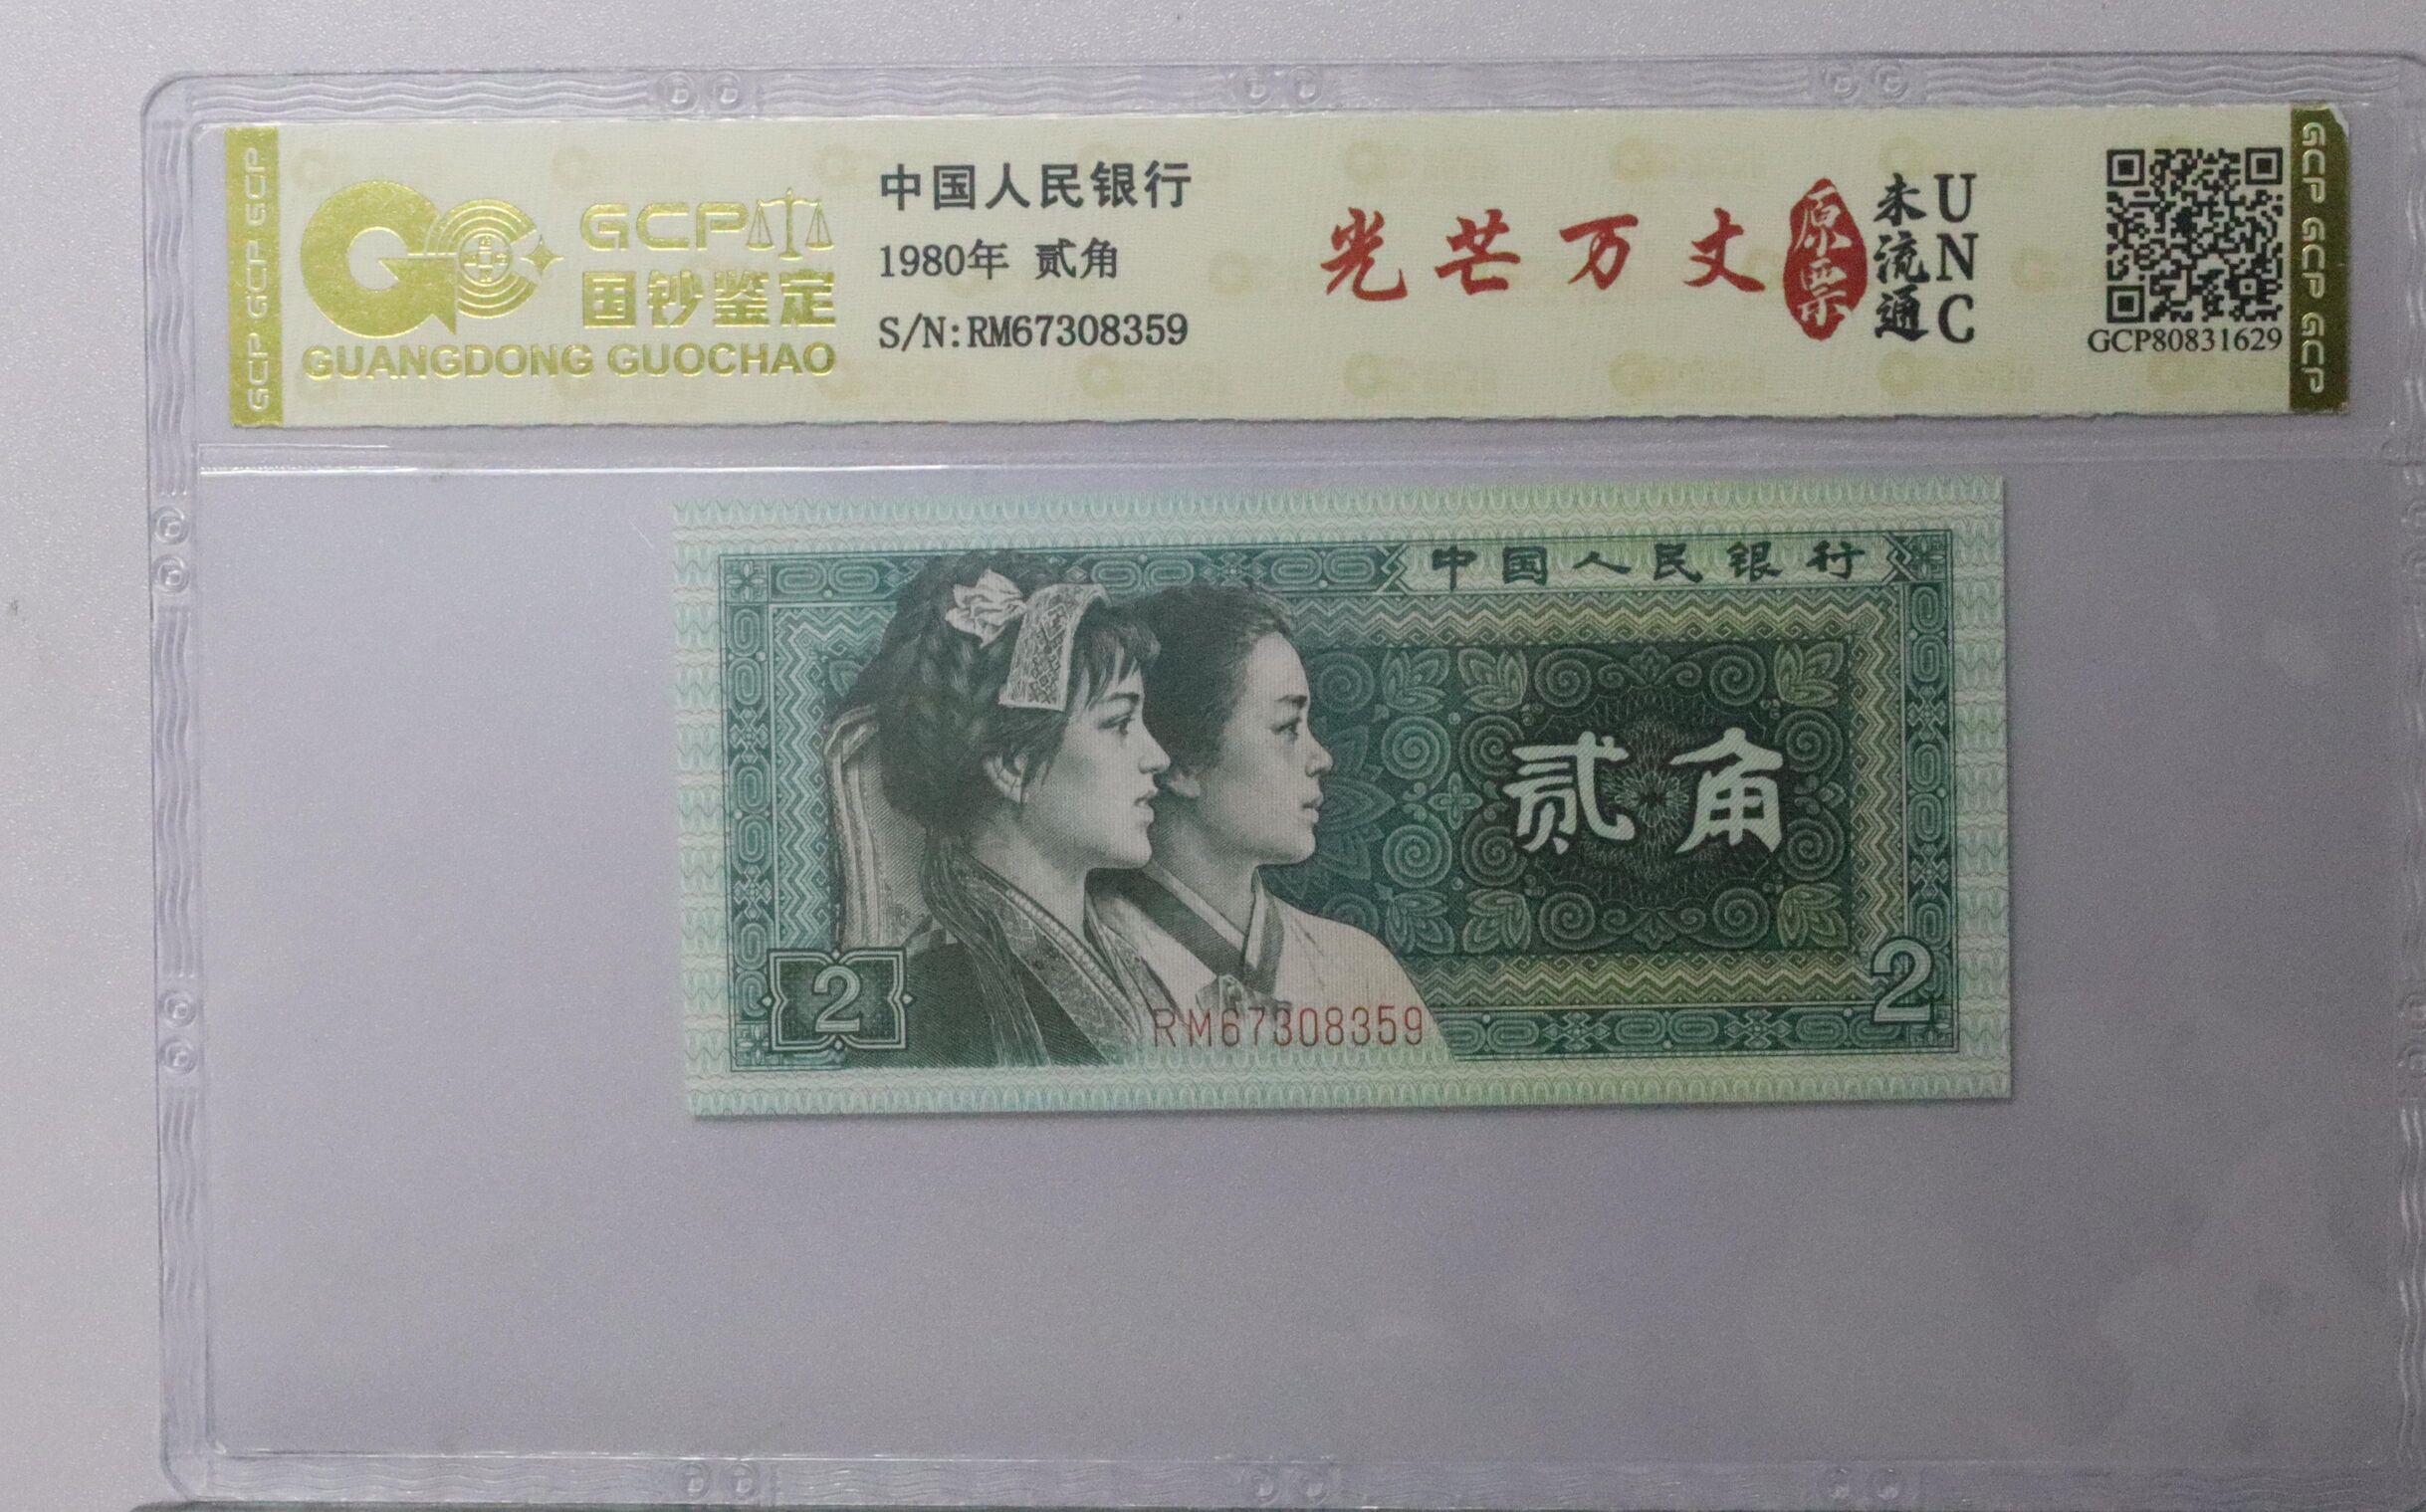 GCP GCP GCP
GCP
国钞鉴定
GUANGDONG GUOCHAO
中国人民银行
1980年 贰角
S/N:RM67308359
光芒万丈
原票
未流通
UNC
GCP80831629
GCP GCP GCP
中国人民银行
贰角
2
RM67308359
2